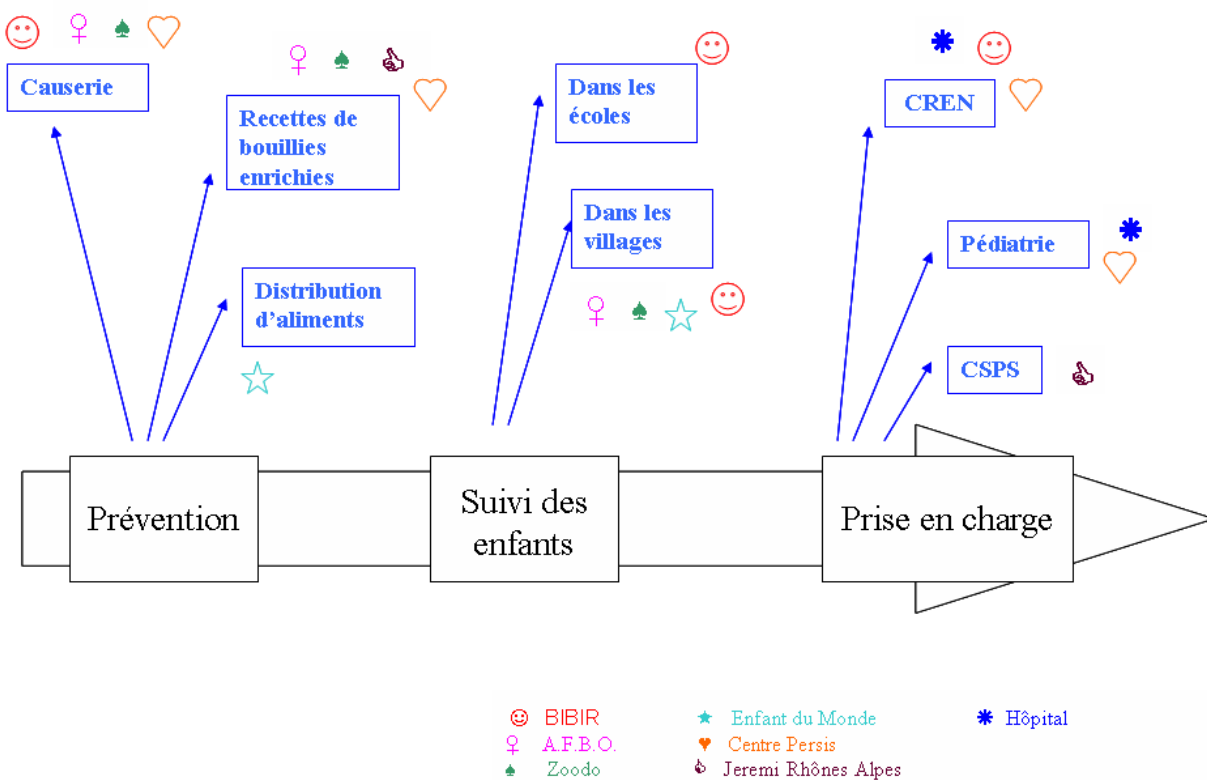 Causerie
Recettes de
bouillies
enrichies
Distribution
d’aliments
Dans les
écoles
Dans les
villages
CREN
Pédiatrie
CSPS
Prévention
Suivi des
enfants
Prise en charge
BIBIR
A.F.B.O.
Zoodo
Enfant du Monde
Centre Persis
Jeremi Rhônes Alpes
Hôpital